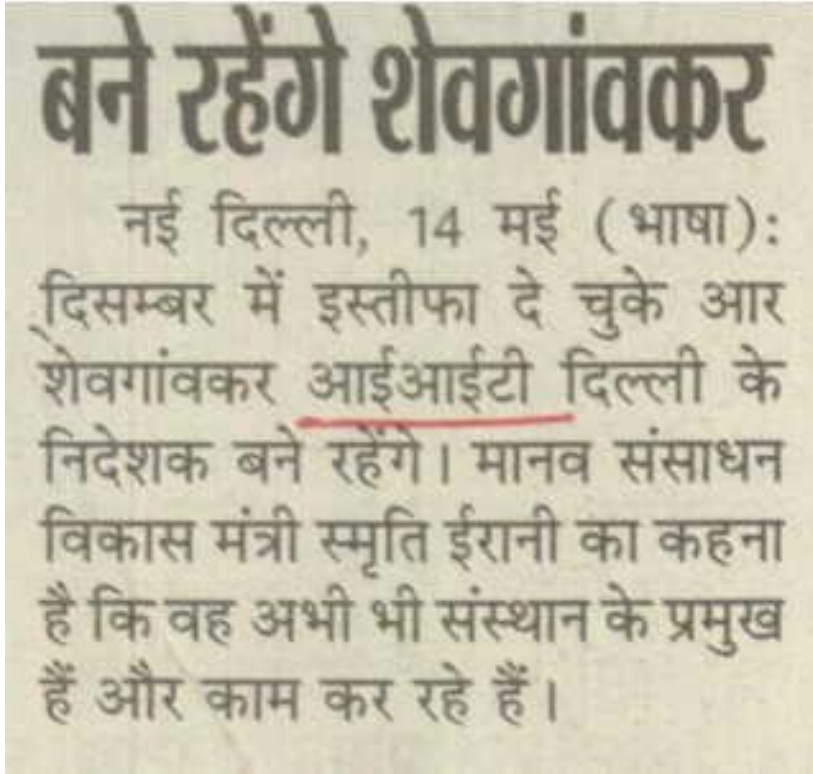 बने रहेंगे शेवगांवकर
नई दिल्ली, 14 मई (भाषा):
दिसम्बर में इस्तीफा दे चुके आर
शेवगांवकर आईआईटी दिल्ली के
निदेशक बने रहेंगे। मानव संसाधन
विकास मंत्री स्मृति ईरानी का कहना
है कि वह अभी भी संस्थान के प्रमुख
हैं और काम कर रहे हैं।